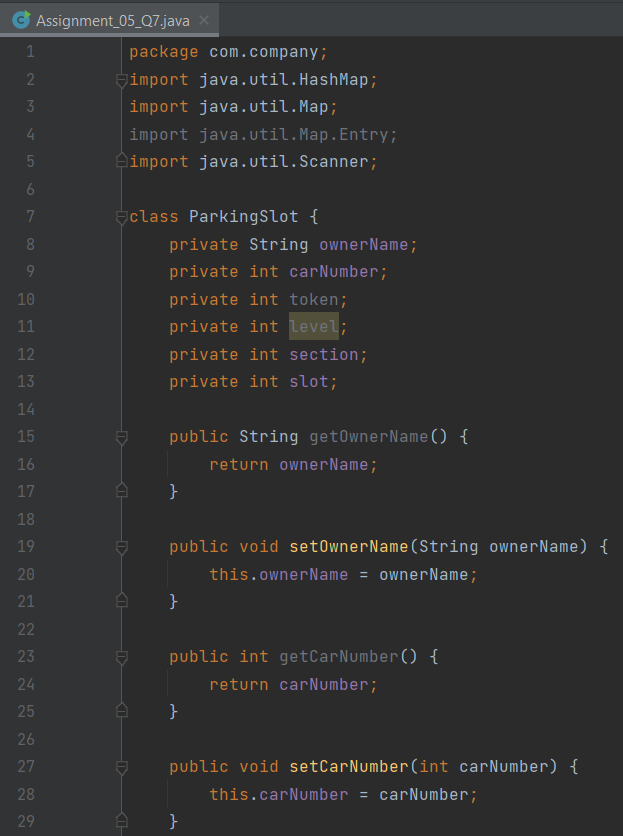 Assignment_05_Q7.java
1 package com.company;
2 import java.util.HashMap;
3 import java.util.Map;
4 import java.util.Map.Entry;
5 import java.util.Scanner;
6
7 class ParkingSlot {
8     private String ownerName;
9     private int carNumber;
10     private int token;
11     private int level;
12     private int section;
13     private int slot;
14
15     public String getOwnerName() {
16         return ownerName;
17     }
18
19     public void setOwnerName(String ownerName) {
20         this.ownerName = ownerName;
21     }
22
23     public int getCarNumber() {
24         return carNumber;
25     }
26
27     public void setCarNumber(int carNumber) {
28         this.carNumber = carNumber;
29     }